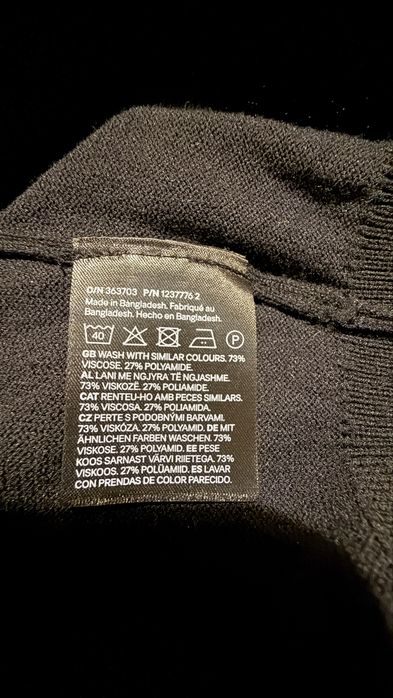 O/N 363703 P/N 1237776 2
Made in Bangladesh. Fabriqué au
Bangladesh. Hecho en Bangladesh.
40 P
GB WASH WITH SIMILAR COLOURS. 73%
VISCOSE. 27% POLYAMIDE.
AL LANI ME NGJYRA TË NGJASHME.
73% VISKOZË. 27% POLIAMIDE.
CAT RENTEU-HO AMB PECES SIMILARS.
73% VISCOSA. 27% POLIAMIDA.
CZ PERTE S PODOBNÝMI BARVAMI.
73% VISKÓZA. 27% POLYAMID. DE MIT
ÄHNLICHEN FARBEN WASCHEN. 73%
VISKOSE. 27% POLYAMID. EE PESE
KOOS SARNAST VÄRVI RIIETEGA. 73%
VISKOOS. 27% POLÜAMIID. ES LAVAR
CON PRENDAS DE COLOR PARECIDO.